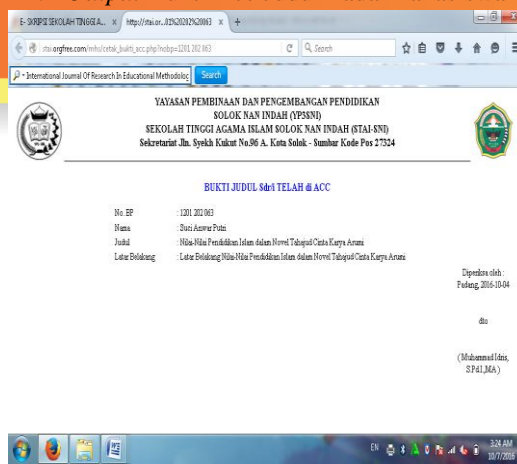 E- SKRIPSI SEKOLAH TINGGI A...
http://stai.or...01%20202%20063
stai.orgfree.com/mhs/cetak_bukti_acc.php?nobp=1201 202 063
Search
International Journal Of Research In Educational Methodolog
Search
YAYASAN PEMBINAAN DAN PENGEMBANGAN PENDIDIKAN
SOLOK NAN INDAH (YP3SNI)
SEKOLAH TINGGI AGAMA ISLAM SOLOK NAN INDAH (STAI-SNI)
Sekretariat Jln. Syekh Kukut No.96 A. Kota Solok - Sumbar Kode Pos 27324
BUKTI JUDUL Sdr/i TELAH di ACC
No. BP : 1201 202 063
Nama : Suci Anwar Putri
Judul : Nilai-Nilai Pendidikan Islam dalam Novel Tahajud Cinta Karya Arumi
Latar Belakang : Latar Belakang Nilai-Nilai Pendidikan Islam dalam Novel Tahajud Cinta Karya Arumi
Diperiksa oleh :
Padang, 2016-10-04
dto
( Muhammad Idris,
S.Pd.I.,MA )
EN
3:24 AM
10/7/2016